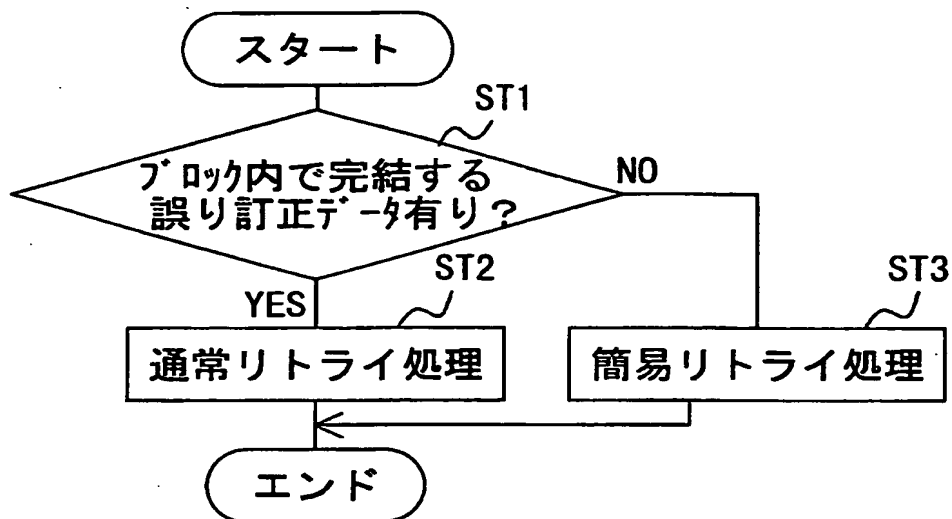 スタート
ST1
ブロック内で完結する
誤り訂正データ有り?
NO
YES
ST2
ST3
通常リトライ処理
簡易リトライ処理
エンド